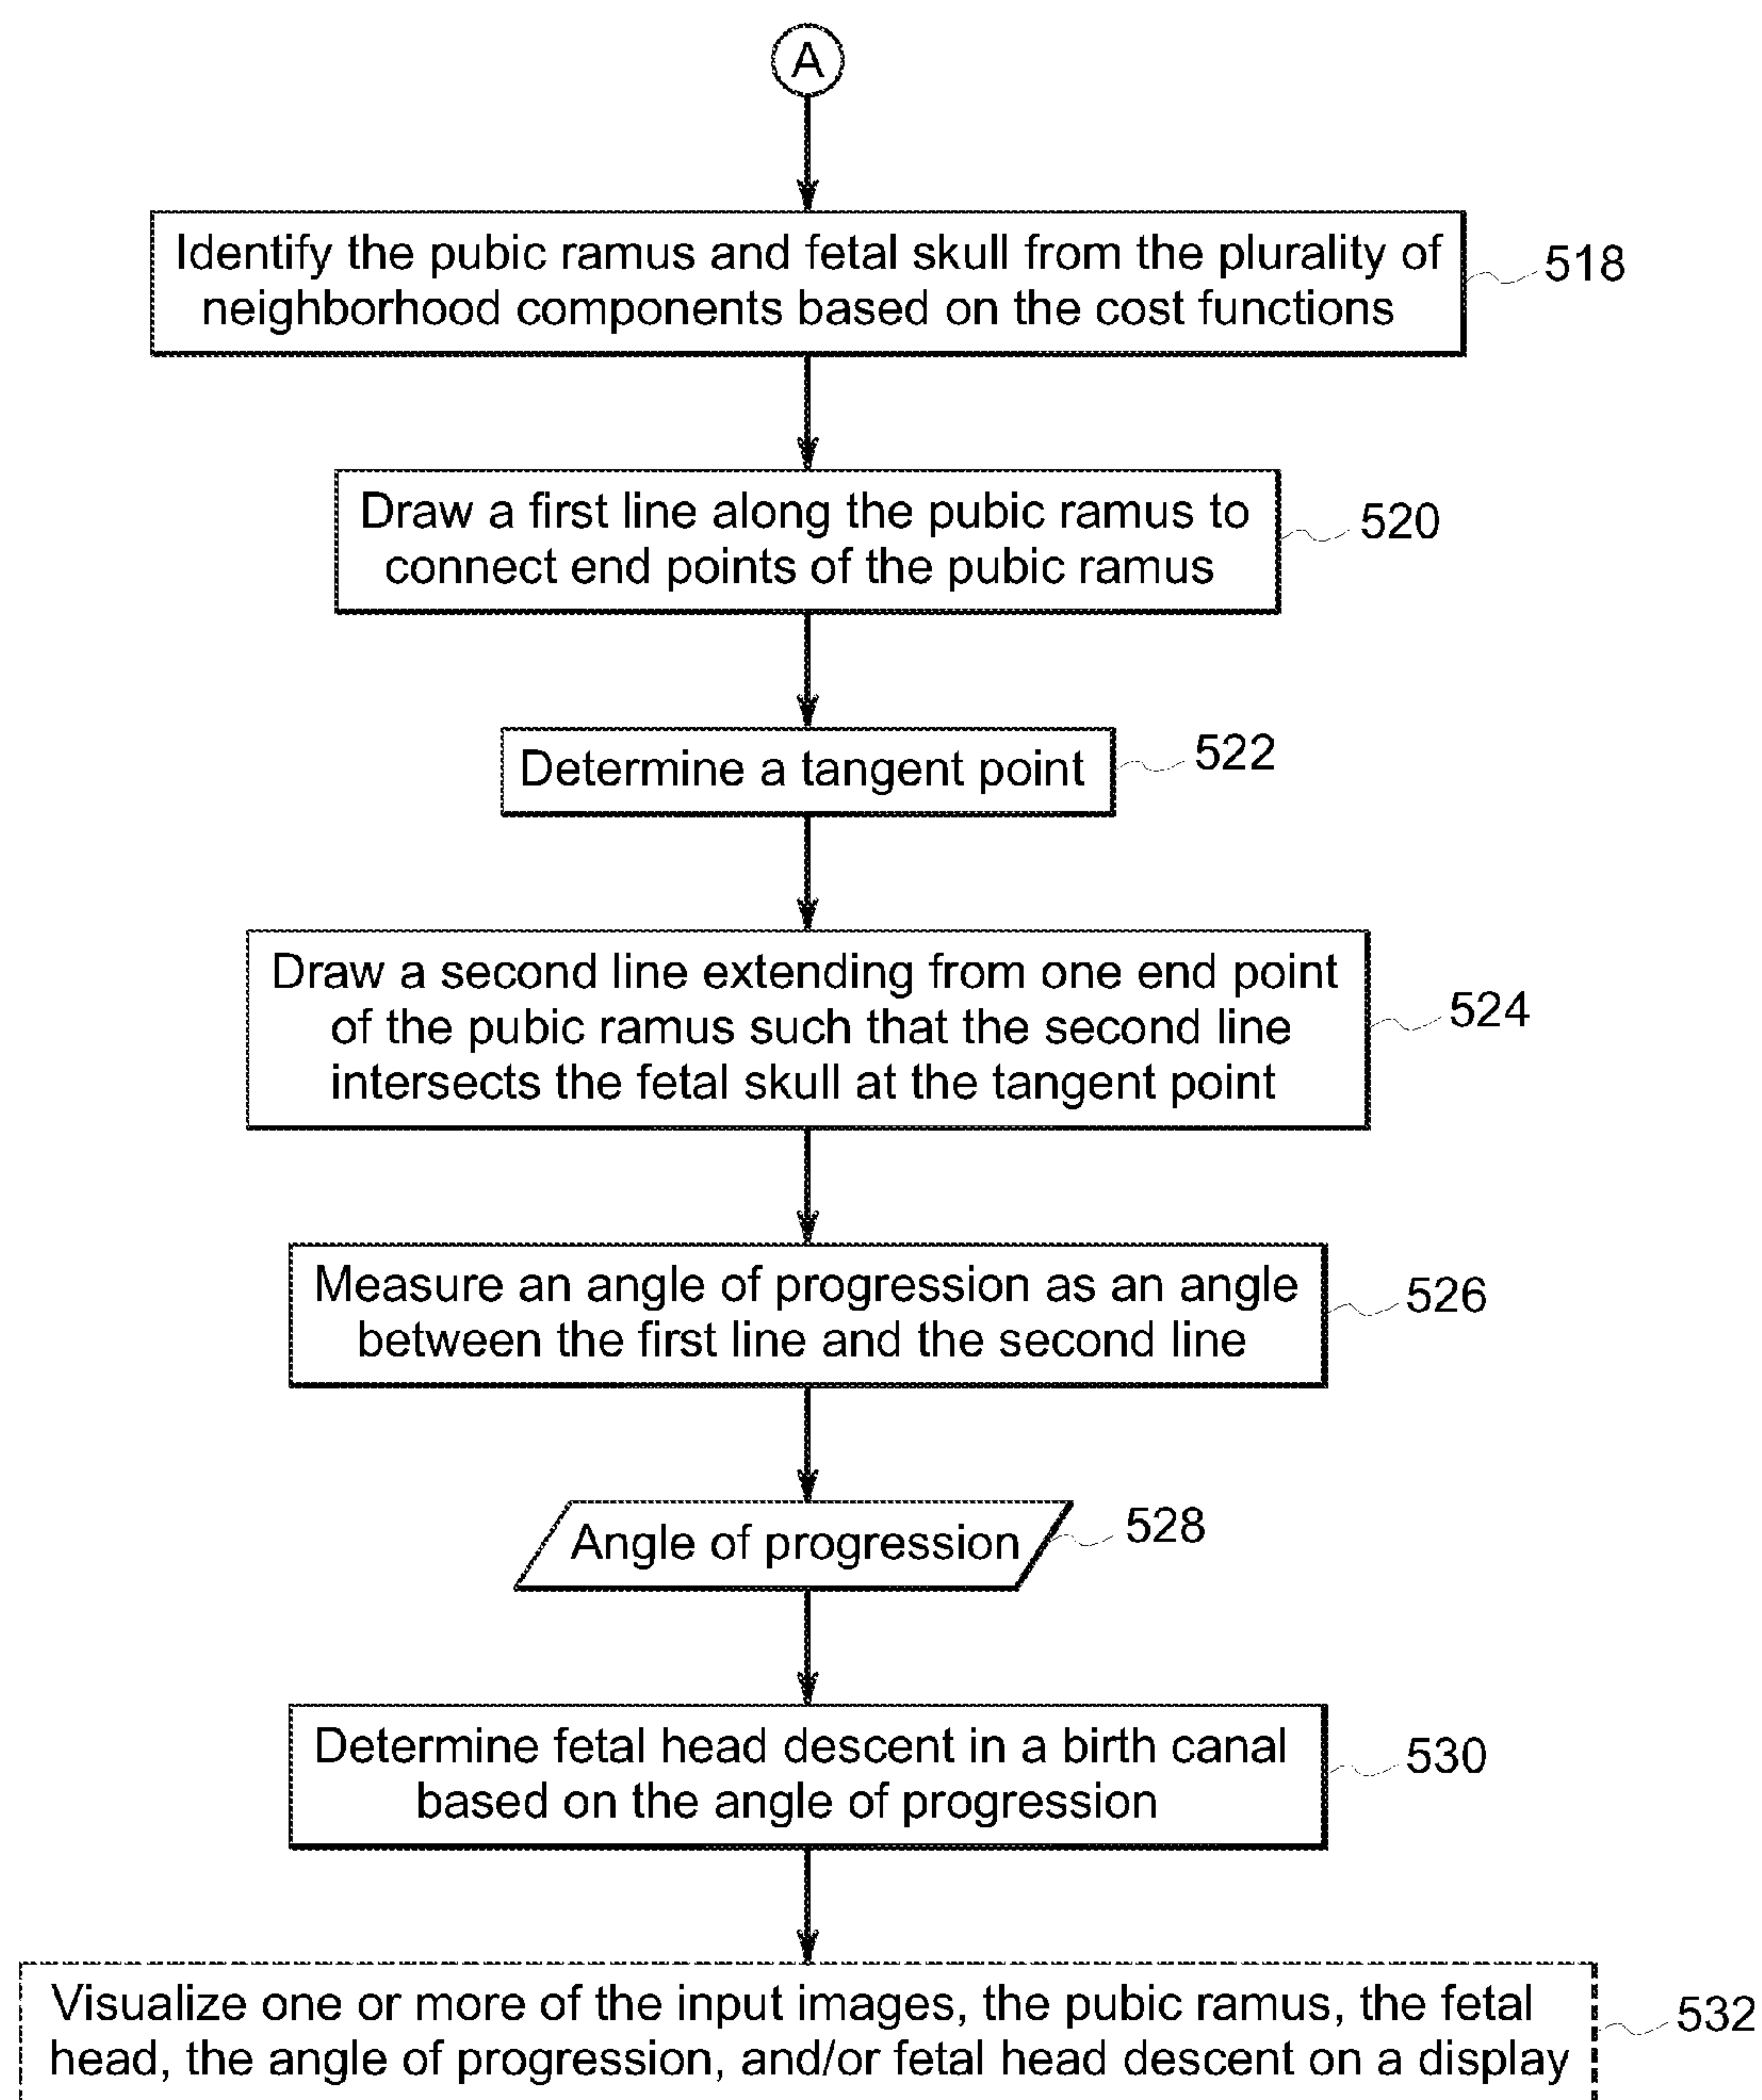 A
Identify the pubic ramus and fetal skull from the plurality of
neighborhood components based on the cost functions
518
Draw a first line along the pubic ramus to
connect end points of the pubic ramus
520
Determine a tangent point
522
Draw a second line extending from one end point
of the pubic ramus such that the second line
intersects the fetal skull at the tangent point
524
Measure an angle of progression as an angle
between the first line and the second line
526
Angle of progression
528
Determine fetal head descent in a birth canal
based on the angle of progression
530
Visualize one or more of the input images, the pubic ramus, the fetal
head, the angle of progression, and/or fetal head descent on a display
532